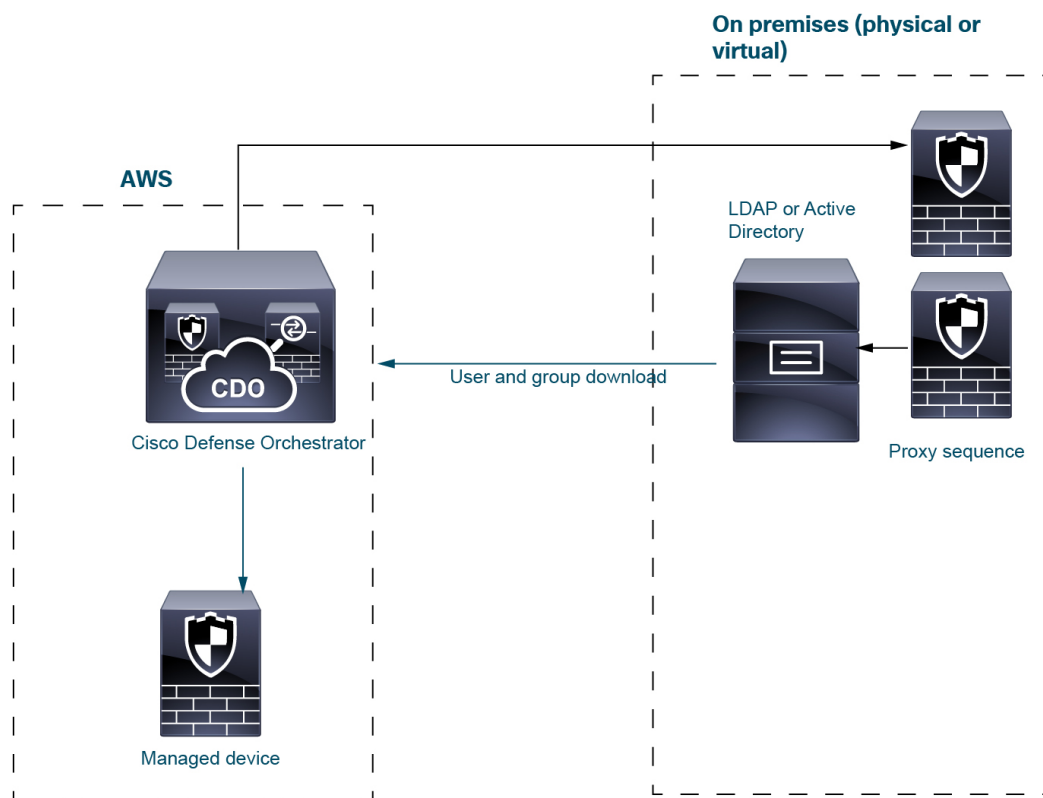 On premises (physical or
virtual)
AWS
LDAP or Active
Directory
CDO
User and group download
Cisco Defense Orchestrator
Proxy sequence
Managed device